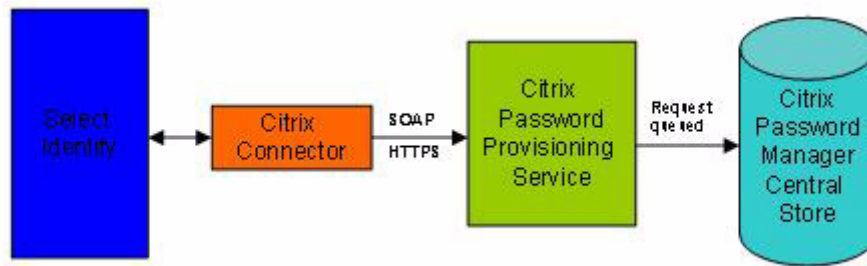 Select
Identity
Citrix
Connector
SOAP
HTTPS
Citrix
Password
Provisioning
Service
Request
queued
Citrix
Password
Manager
Central
Store